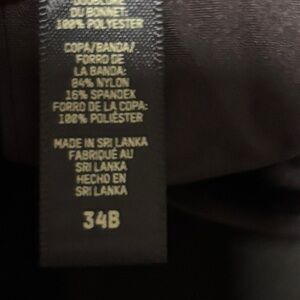 DU BONNET:
100% POLYESTER
COPA/BANDA/
FORRO DE
LA BANDA:
84% NYLON
16% SPANDEX
FORRO DE LA COPA:
100% POLIÉSTER
MADE IN SRI LANKA
FABRIQUÉ AU
SRI LANKA
HECHO EN
SRI LANKA
34B